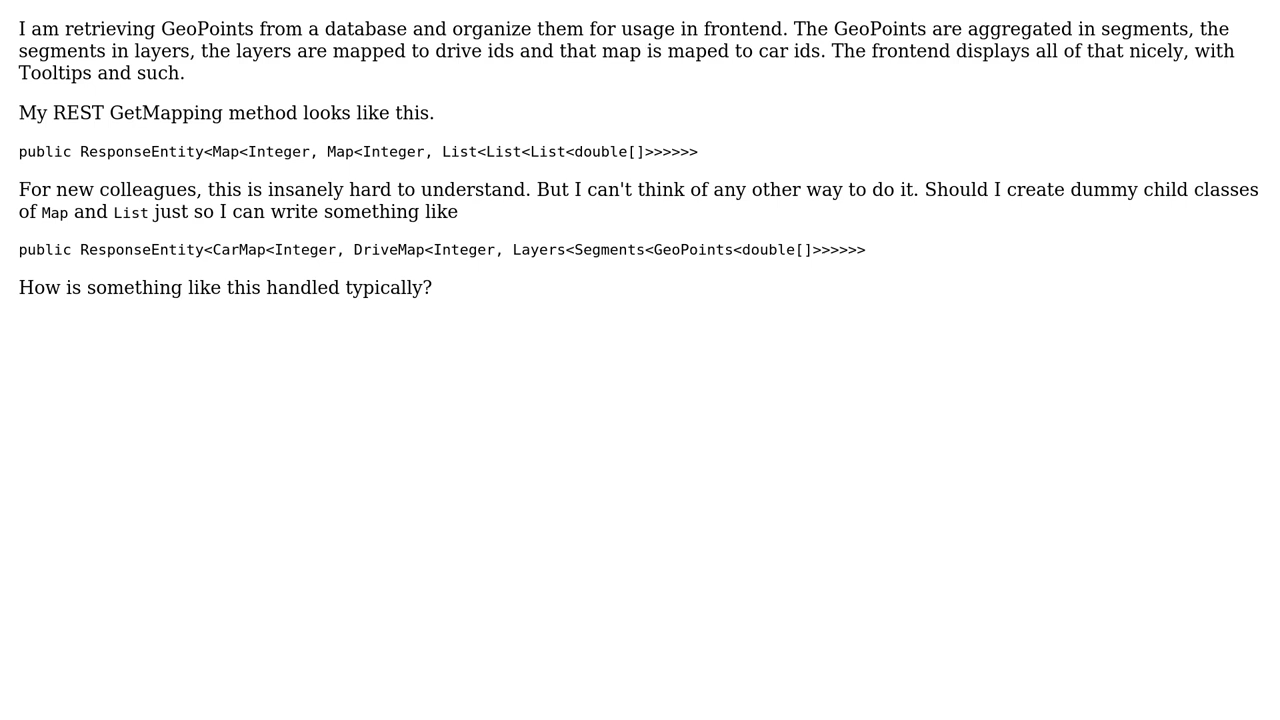 I am retrieving GeoPoints from a database and organize them for usage in frontend. The GeoPoints are aggregated in segments, the
segments in layers, the layers are mapped to drive ids and that map is maped to car ids. The frontend displays all of that nicely, with
Tooltips and such.
My REST GetMapping method looks like this.
public ResponseEntity<Map<Integer, Map<Integer, List<List<List<double[]>>>>>>
For new colleagues, this is insanely hard to understand. But I can't think of any other way to do it. Should I create dummy child classes
of Map and List just so I can write something like
public ResponseEntity<CarMap<Integer, DriveMap<Integer, Layers<Segments<GeoPoints<double[]>>>>>>
How is something like this handled typically?